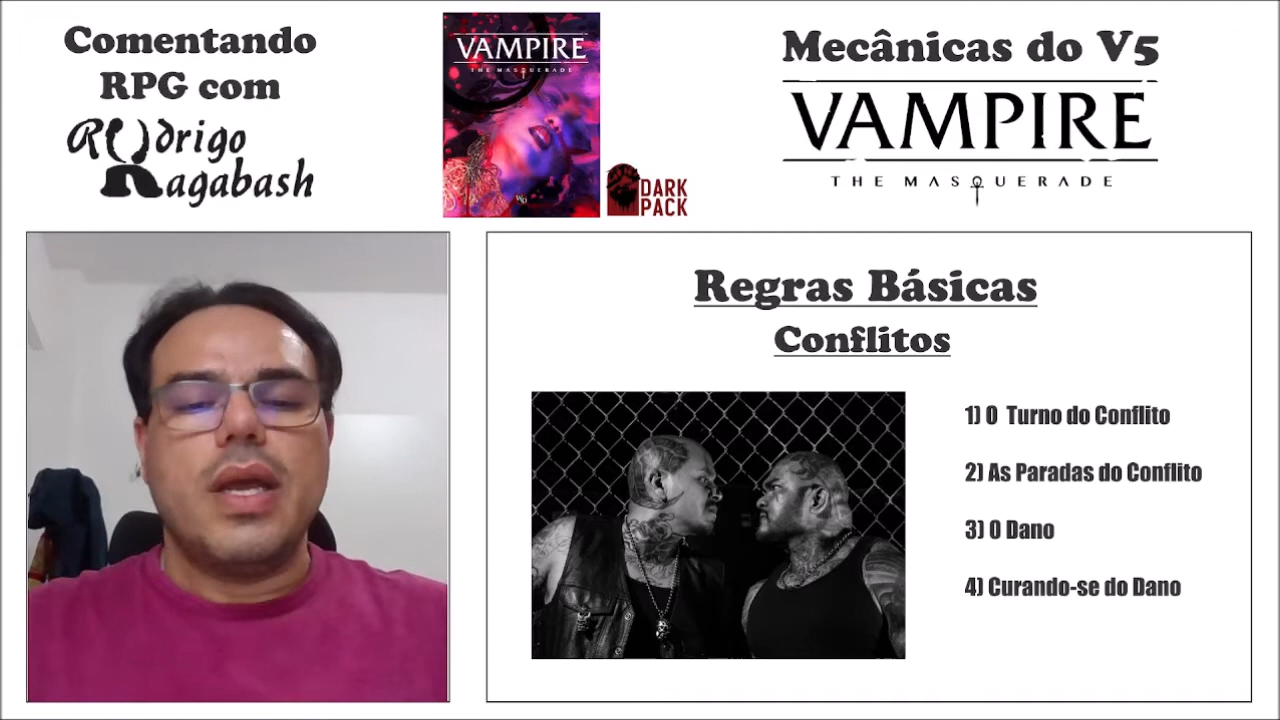 Comentando
RPG com
Rodrigo
Ragabash
VAMPIRE
THE MASQUERADE
DARK
PACK
Mecânicas do V5
VAMPIRE
THE MASQUERADE
Regras Básicas
Conflitos
1) O Turno do Conflito
2) As Paradas do Conflito
3) O Dano
4) Curando-se do Dano